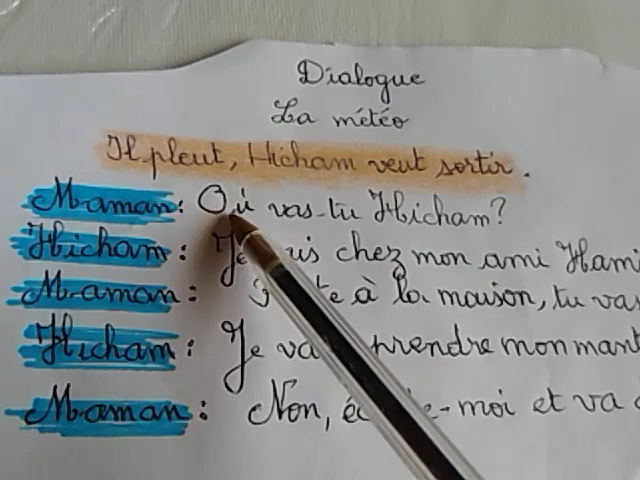 Dialogue
La météo
Il pleut, Hicham veut sortir.
Maman: Où vas-tu Hicham?
Hicham: chez mon ami
Maman: à la maison, tu
Hicham: Je prendre mon
Maman: Non, -moi et va